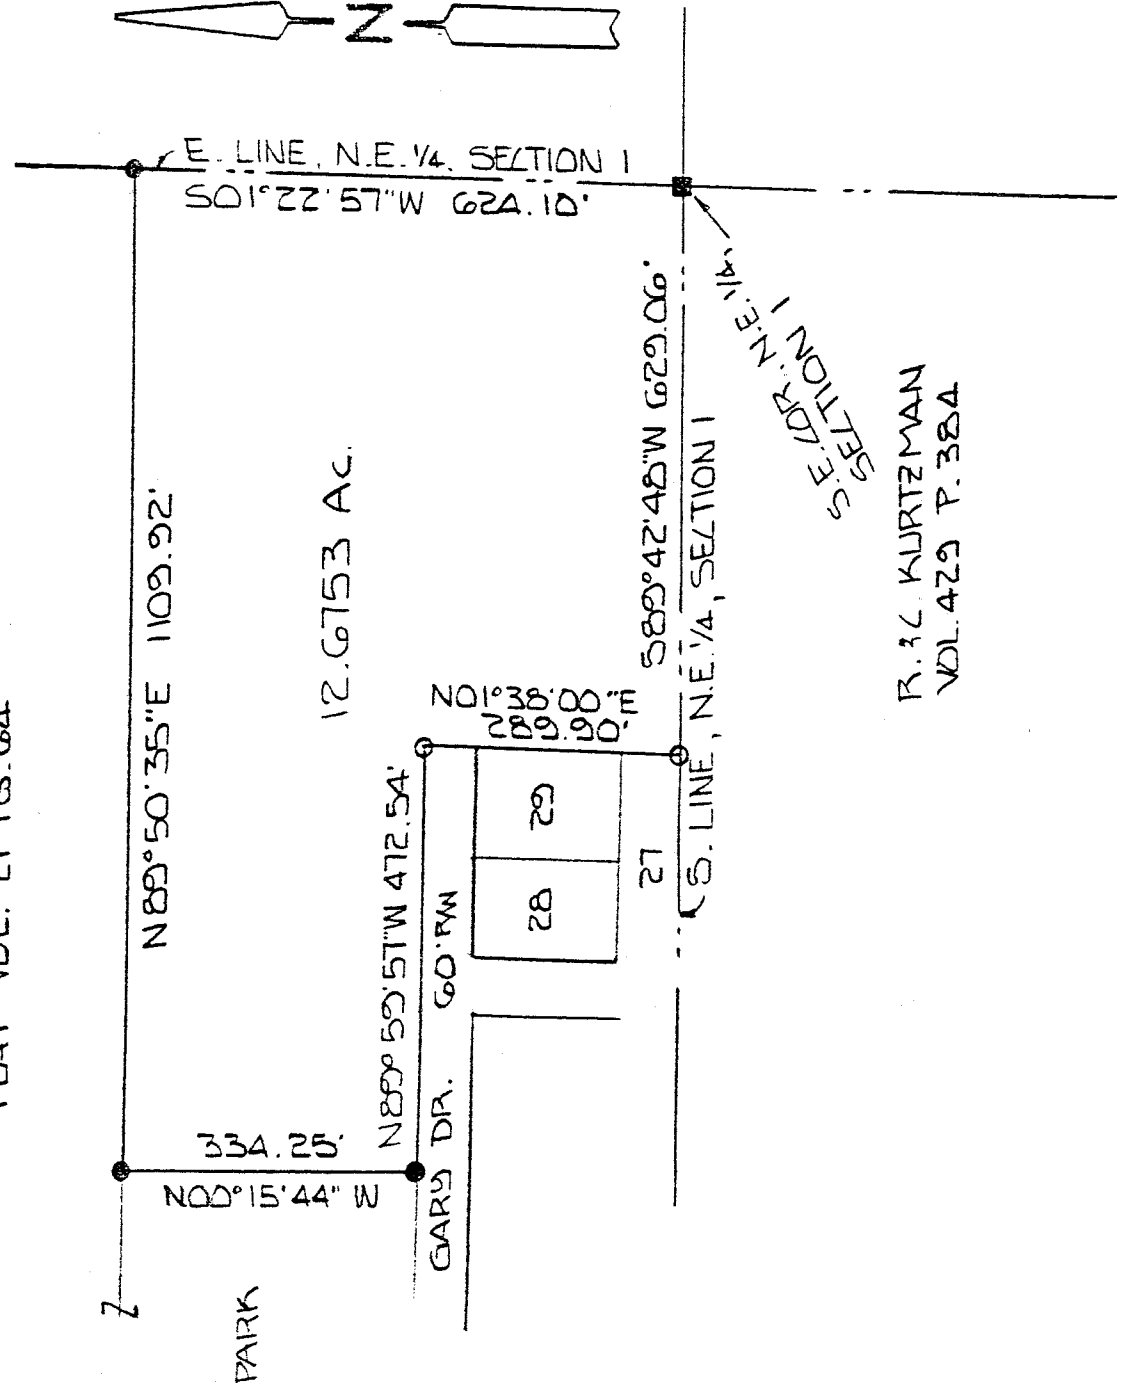 N
E. LINE, N.E. 1/4, SECTION 1
S01°22'57"W 624.10'
N89°50'35"E 1109.92'
12.6753 Ac.
S89°42'48"W 629.06'
S. LINE, N.E. 1/4, SECTION 1
S.E. COR., N.E. 1/4,
SECTION 1
R. & C. KURTZMAN
VOL. 429 P. 384
N01°38'00"E
289.90'
N89°59'57"W 472.54'
GARY DR. 60' R/W
29
28
27
334.25'
N00°15'44" W
PARK